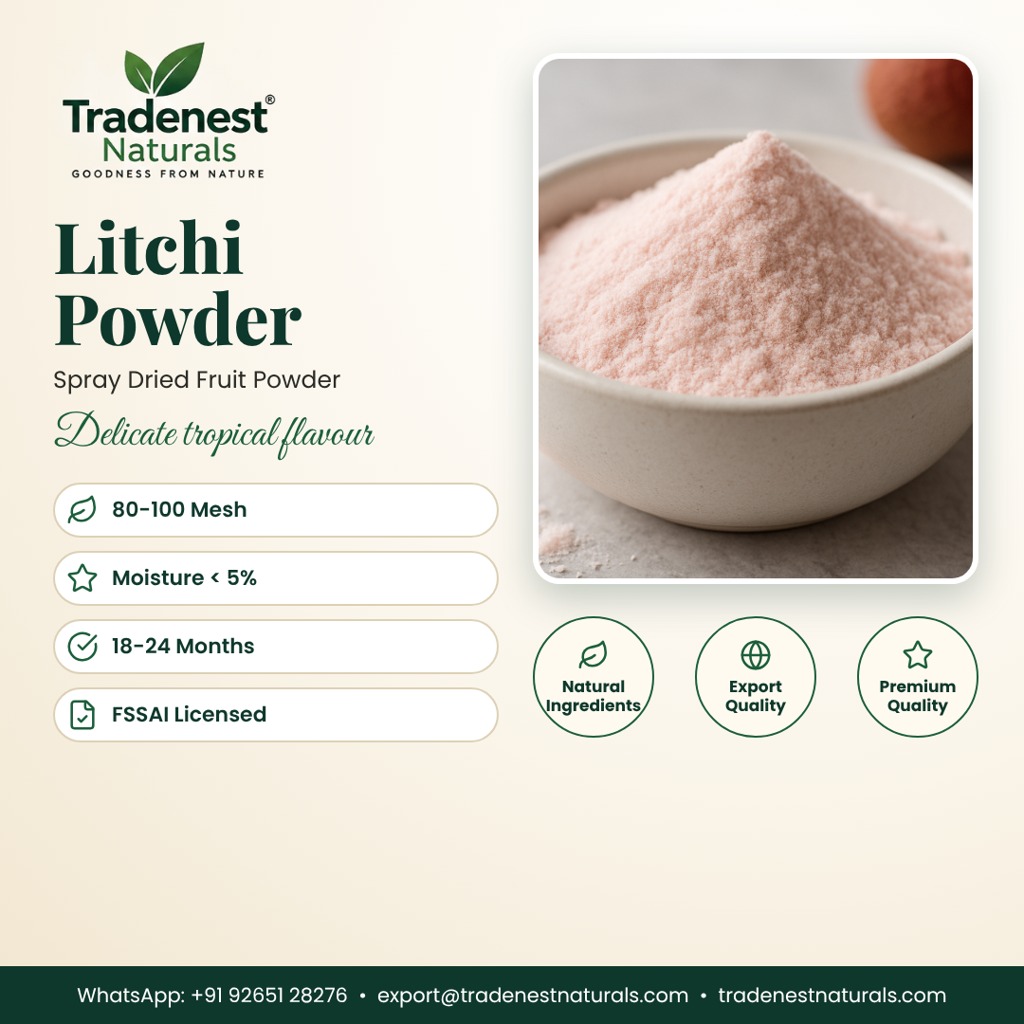 Tradenest®
Naturals
GOODNESS FROM NATURE
Litchi
Powder
Spray Dried Fruit Powder
Delicate tropical flavour
80-100 Mesh
Moisture < 5%
18-24 Months
FSSAI Licensed
Natural
Ingredients
Export
Quality
Premium
Quality
WhatsApp: +91 92651 28276 • export@tradenestnaturals.com • tradenestnaturals.com